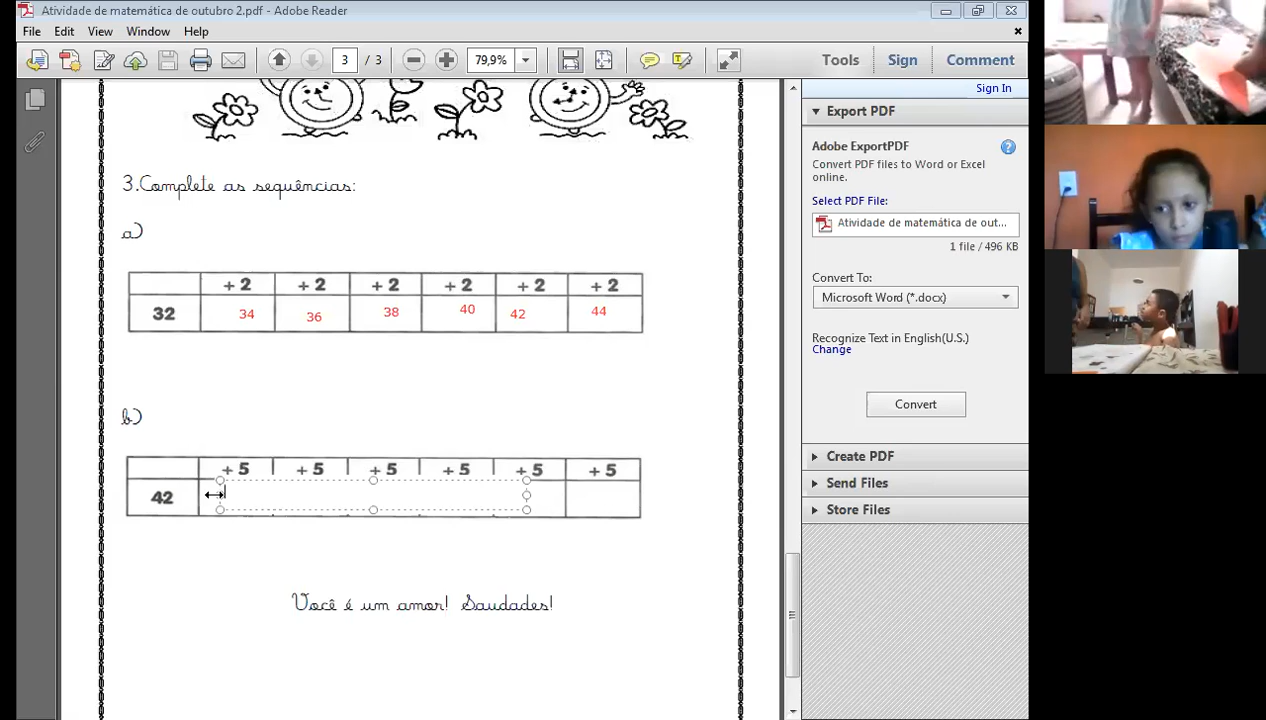 Atividade de matemática de outubro 2.pdf - Adobe Reader
File Edit View Window Help
3 / 3 79,9% Tools Sign Comment
Sign In
Export PDF
Adobe ExportPDF
Convert PDF files to Word or Excel
online.
Select PDF File:
Atividade de matemática de out...
1 file / 496 KB
Convert To:
Microsoft Word (*.docx)
Recognize Text in English(U.S.)
Change
Convert
Create PDF
Send Files
Store Files
3.Complete as sequências:
a)
+ 2 + 2 + 2 + 2 + 2 + 2
32 34 36 38 40 42 44
b)
+ 5 + 5 + 5 + 5 + 5 + 5
42
Você é um amor! Saudades!